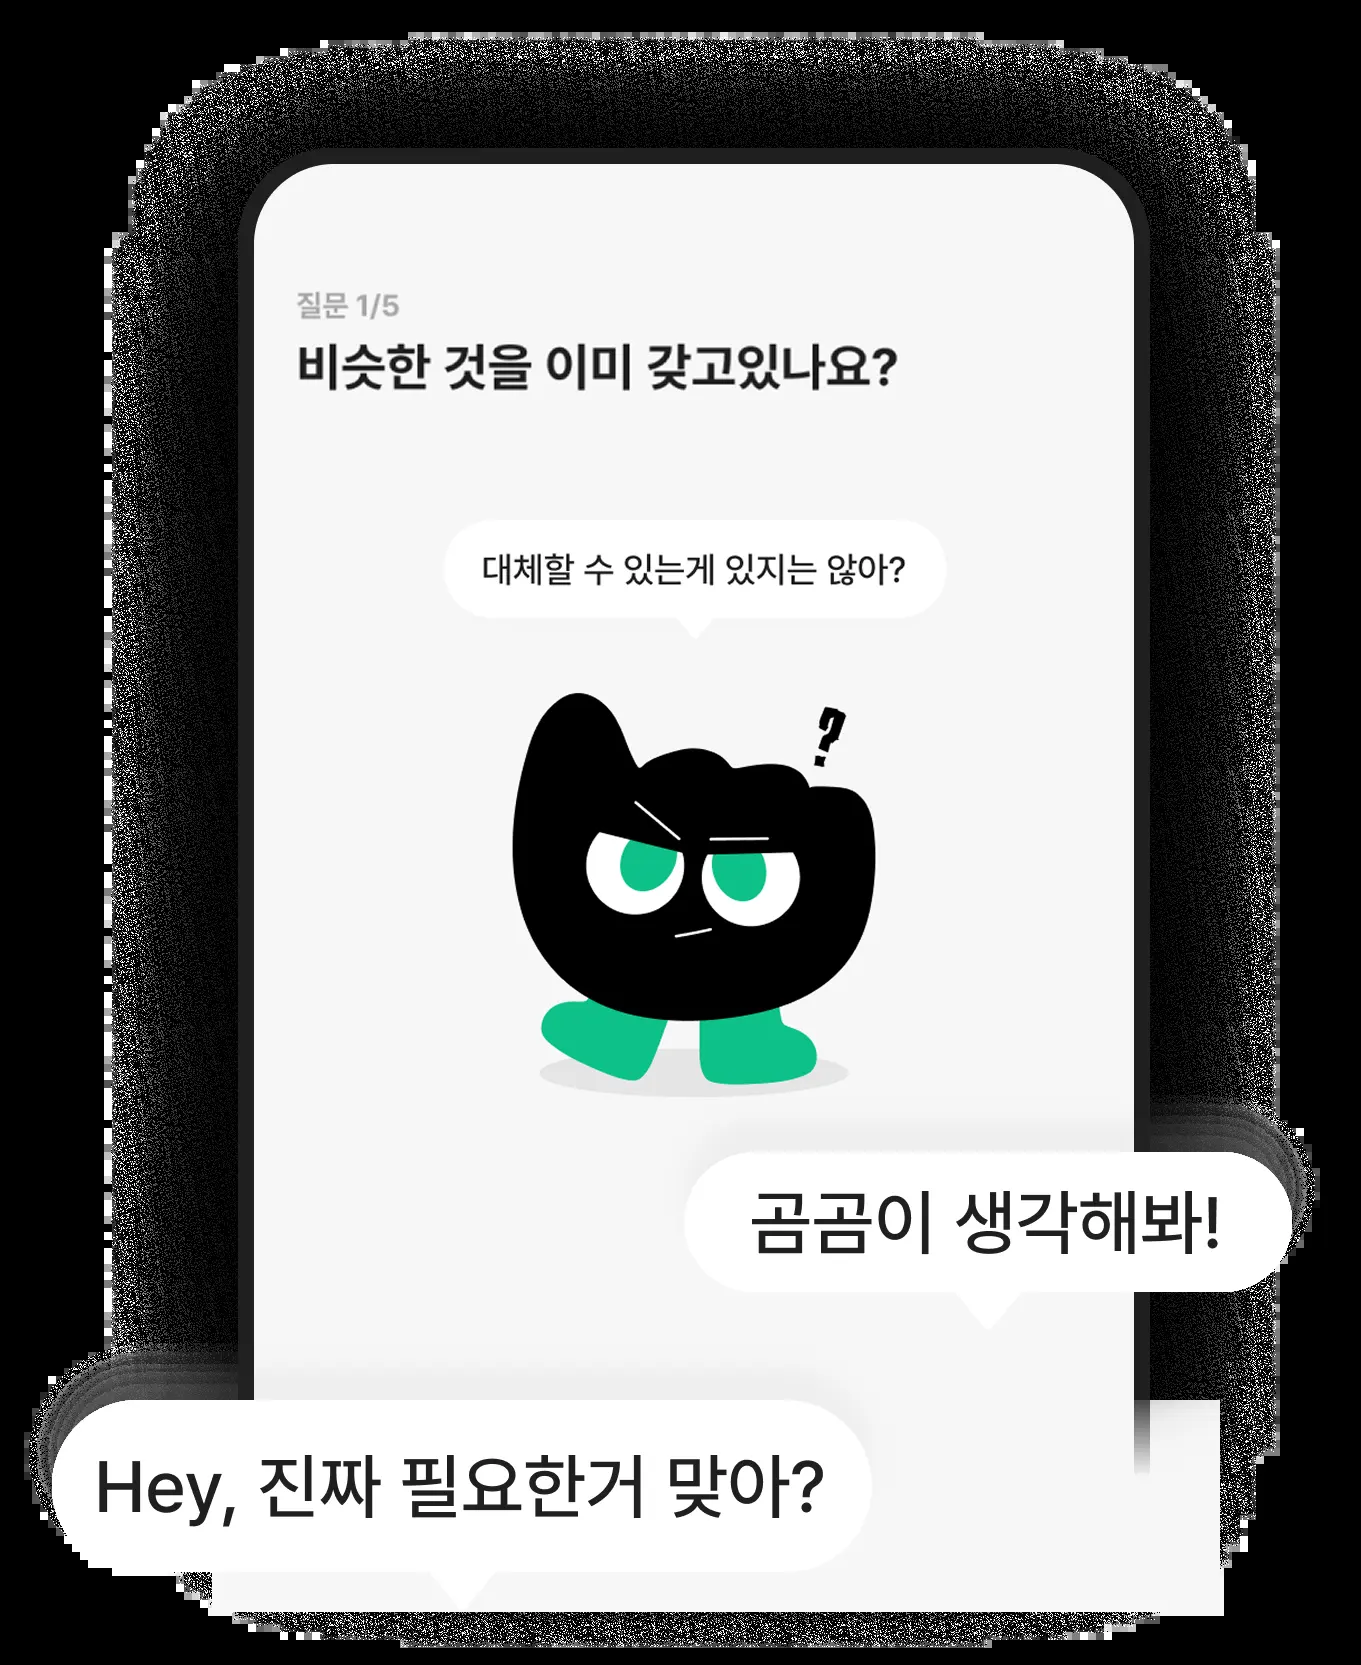 질문 1/5
비슷한 것을 이미 갖고있나요?
대체할 수 있는게 있지는 않아?
?
곰곰이 생각해봐!
Hey, 진짜 필요한거 맞아?